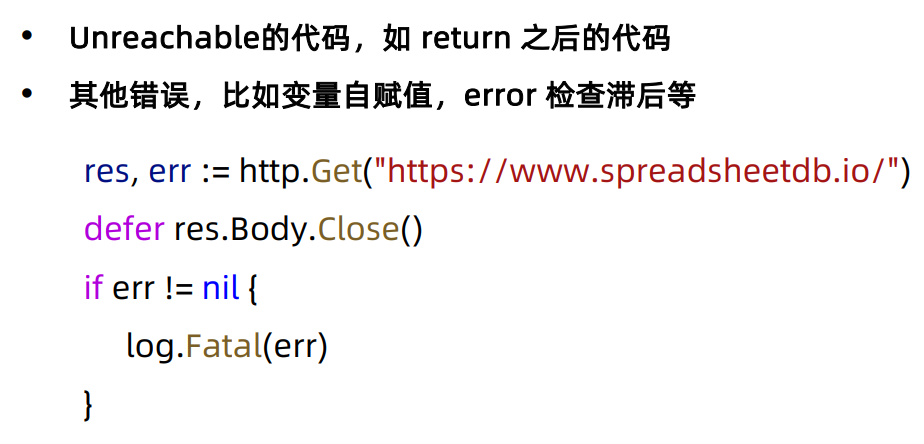 • Unreachable的代码，如 return 之后的代码
• 其他错误，比如变量自赋值，error 检查滞后等
res, err := http.Get("https://www.spreadsheetdb.io/")
defer res.Body.Close()
if err != nil {
log.Fatal(err)
}